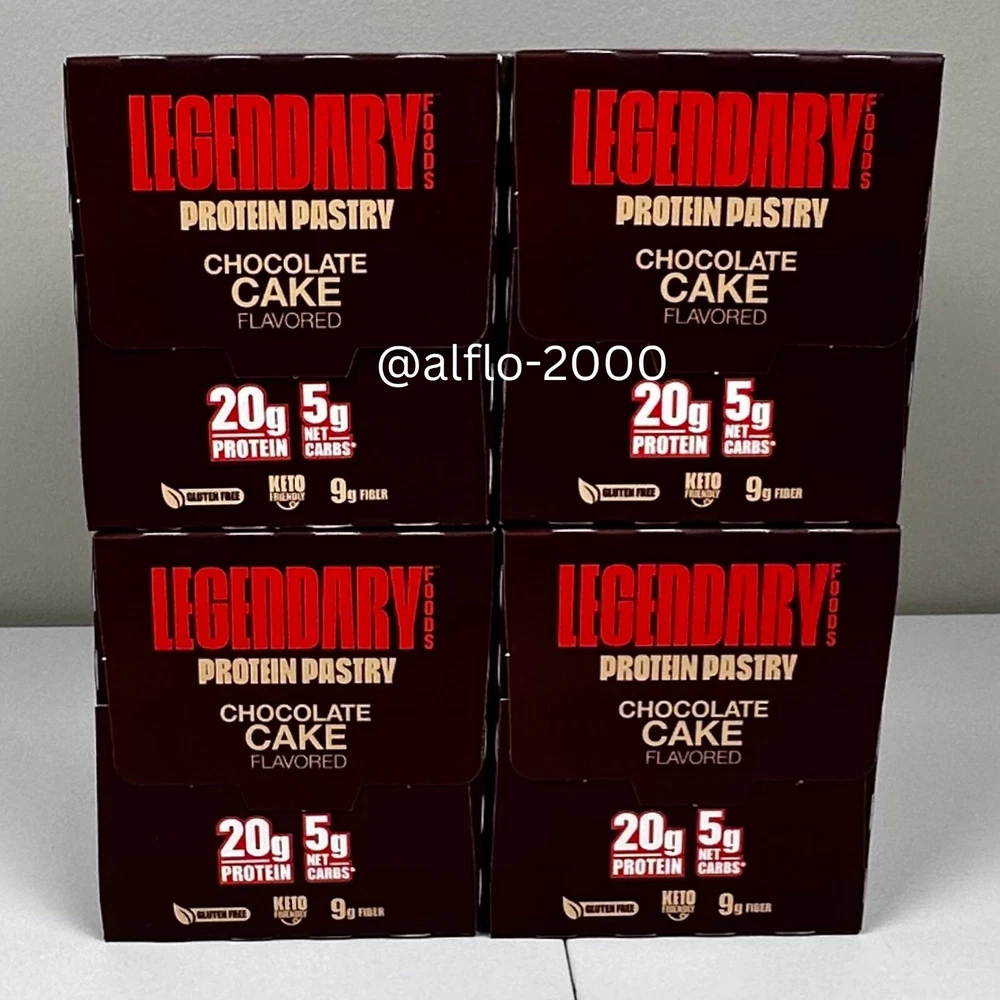 LEGENDARY FOODS
PROTEIN PASTRY
CHOCOLATE
CAKE
FLAVORED
20g PROTEIN
5g NET CARBS*
GLUTEN FREE
KETO FRIENDLY
9g FIBER
LEGENDARY FOODS
PROTEIN PASTRY
CHOCOLATE
CAKE
FLAVORED
20g PROTEIN
5g NET CARBS*
GLUTEN FREE
KETO FRIENDLY
9g FIBER
@alflo-2000
LEGENDARY FOODS
PROTEIN PASTRY
CHOCOLATE
CAKE
FLAVORED
20g PROTEIN
5g NET CARBS*
GLUTEN FREE
KETO FRIENDLY
9g FIBER
LEGENDARY FOODS
PROTEIN PASTRY
CHOCOLATE
CAKE
FLAVORED
20g PROTEIN
5g NET CARBS*
GLUTEN FREE
KETO FRIENDLY
9g FIBER